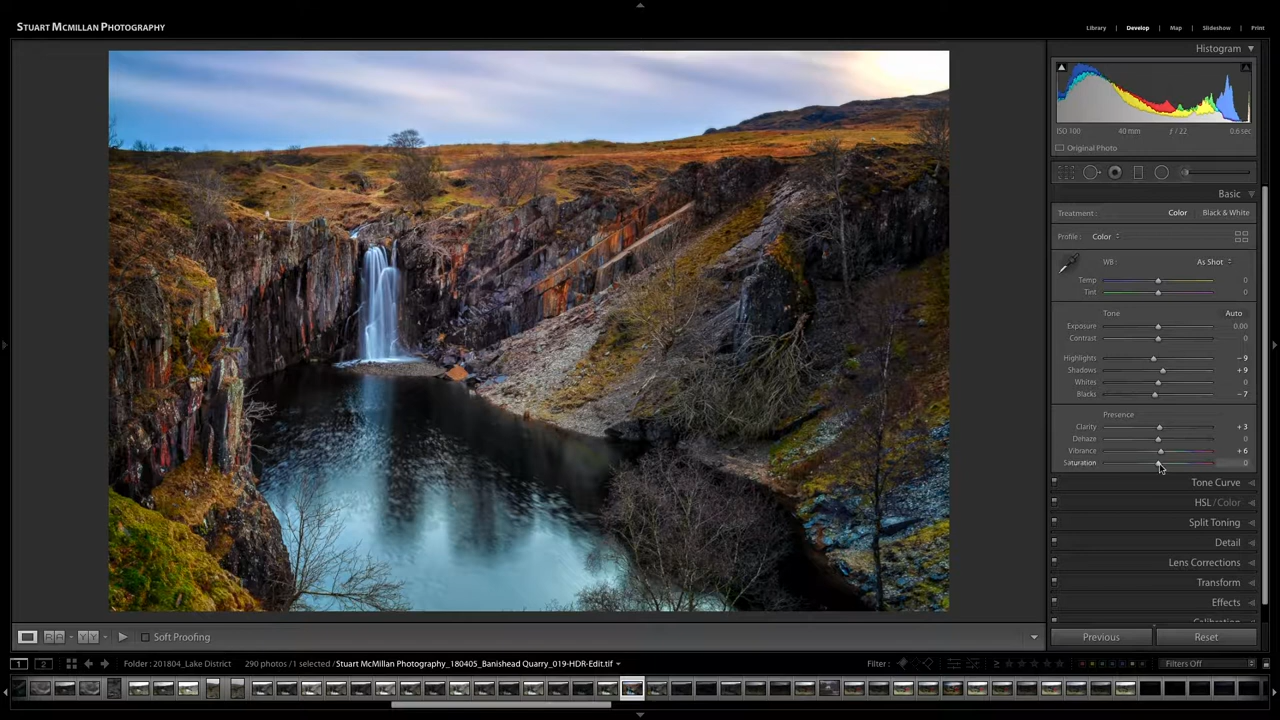 STUART MCMILLAN PHOTOGRAPHY
Library | Develop | Map | Slideshow | Print
Histogram
ISO 100 40 mm ƒ / 22 0.6 sec
Original Photo
Basic
Treatment : Color Black & White
Profile : Color
WB : As Shot
Temp 0
Tint 0
Tone Auto
Exposure 0.00
Contrast 0
Highlights – 9
Shadows + 9
Whites 0
Blacks – 7
Presence
Clarity + 3
Dehaze 0
Vibrance + 6
Saturation 0
Tone Curve
HSL / Color
Split Toning
Detail
Lens Corrections
Transform
Effects
Calibration
Soft Proofing
Previous Reset
1 2 Folder : 201804_Lake District 290 photos / 1 selected / Stuart McMillan Photography_180405_Banishead Quarry_019-HDR-Edit.tif Filter : Filters Off